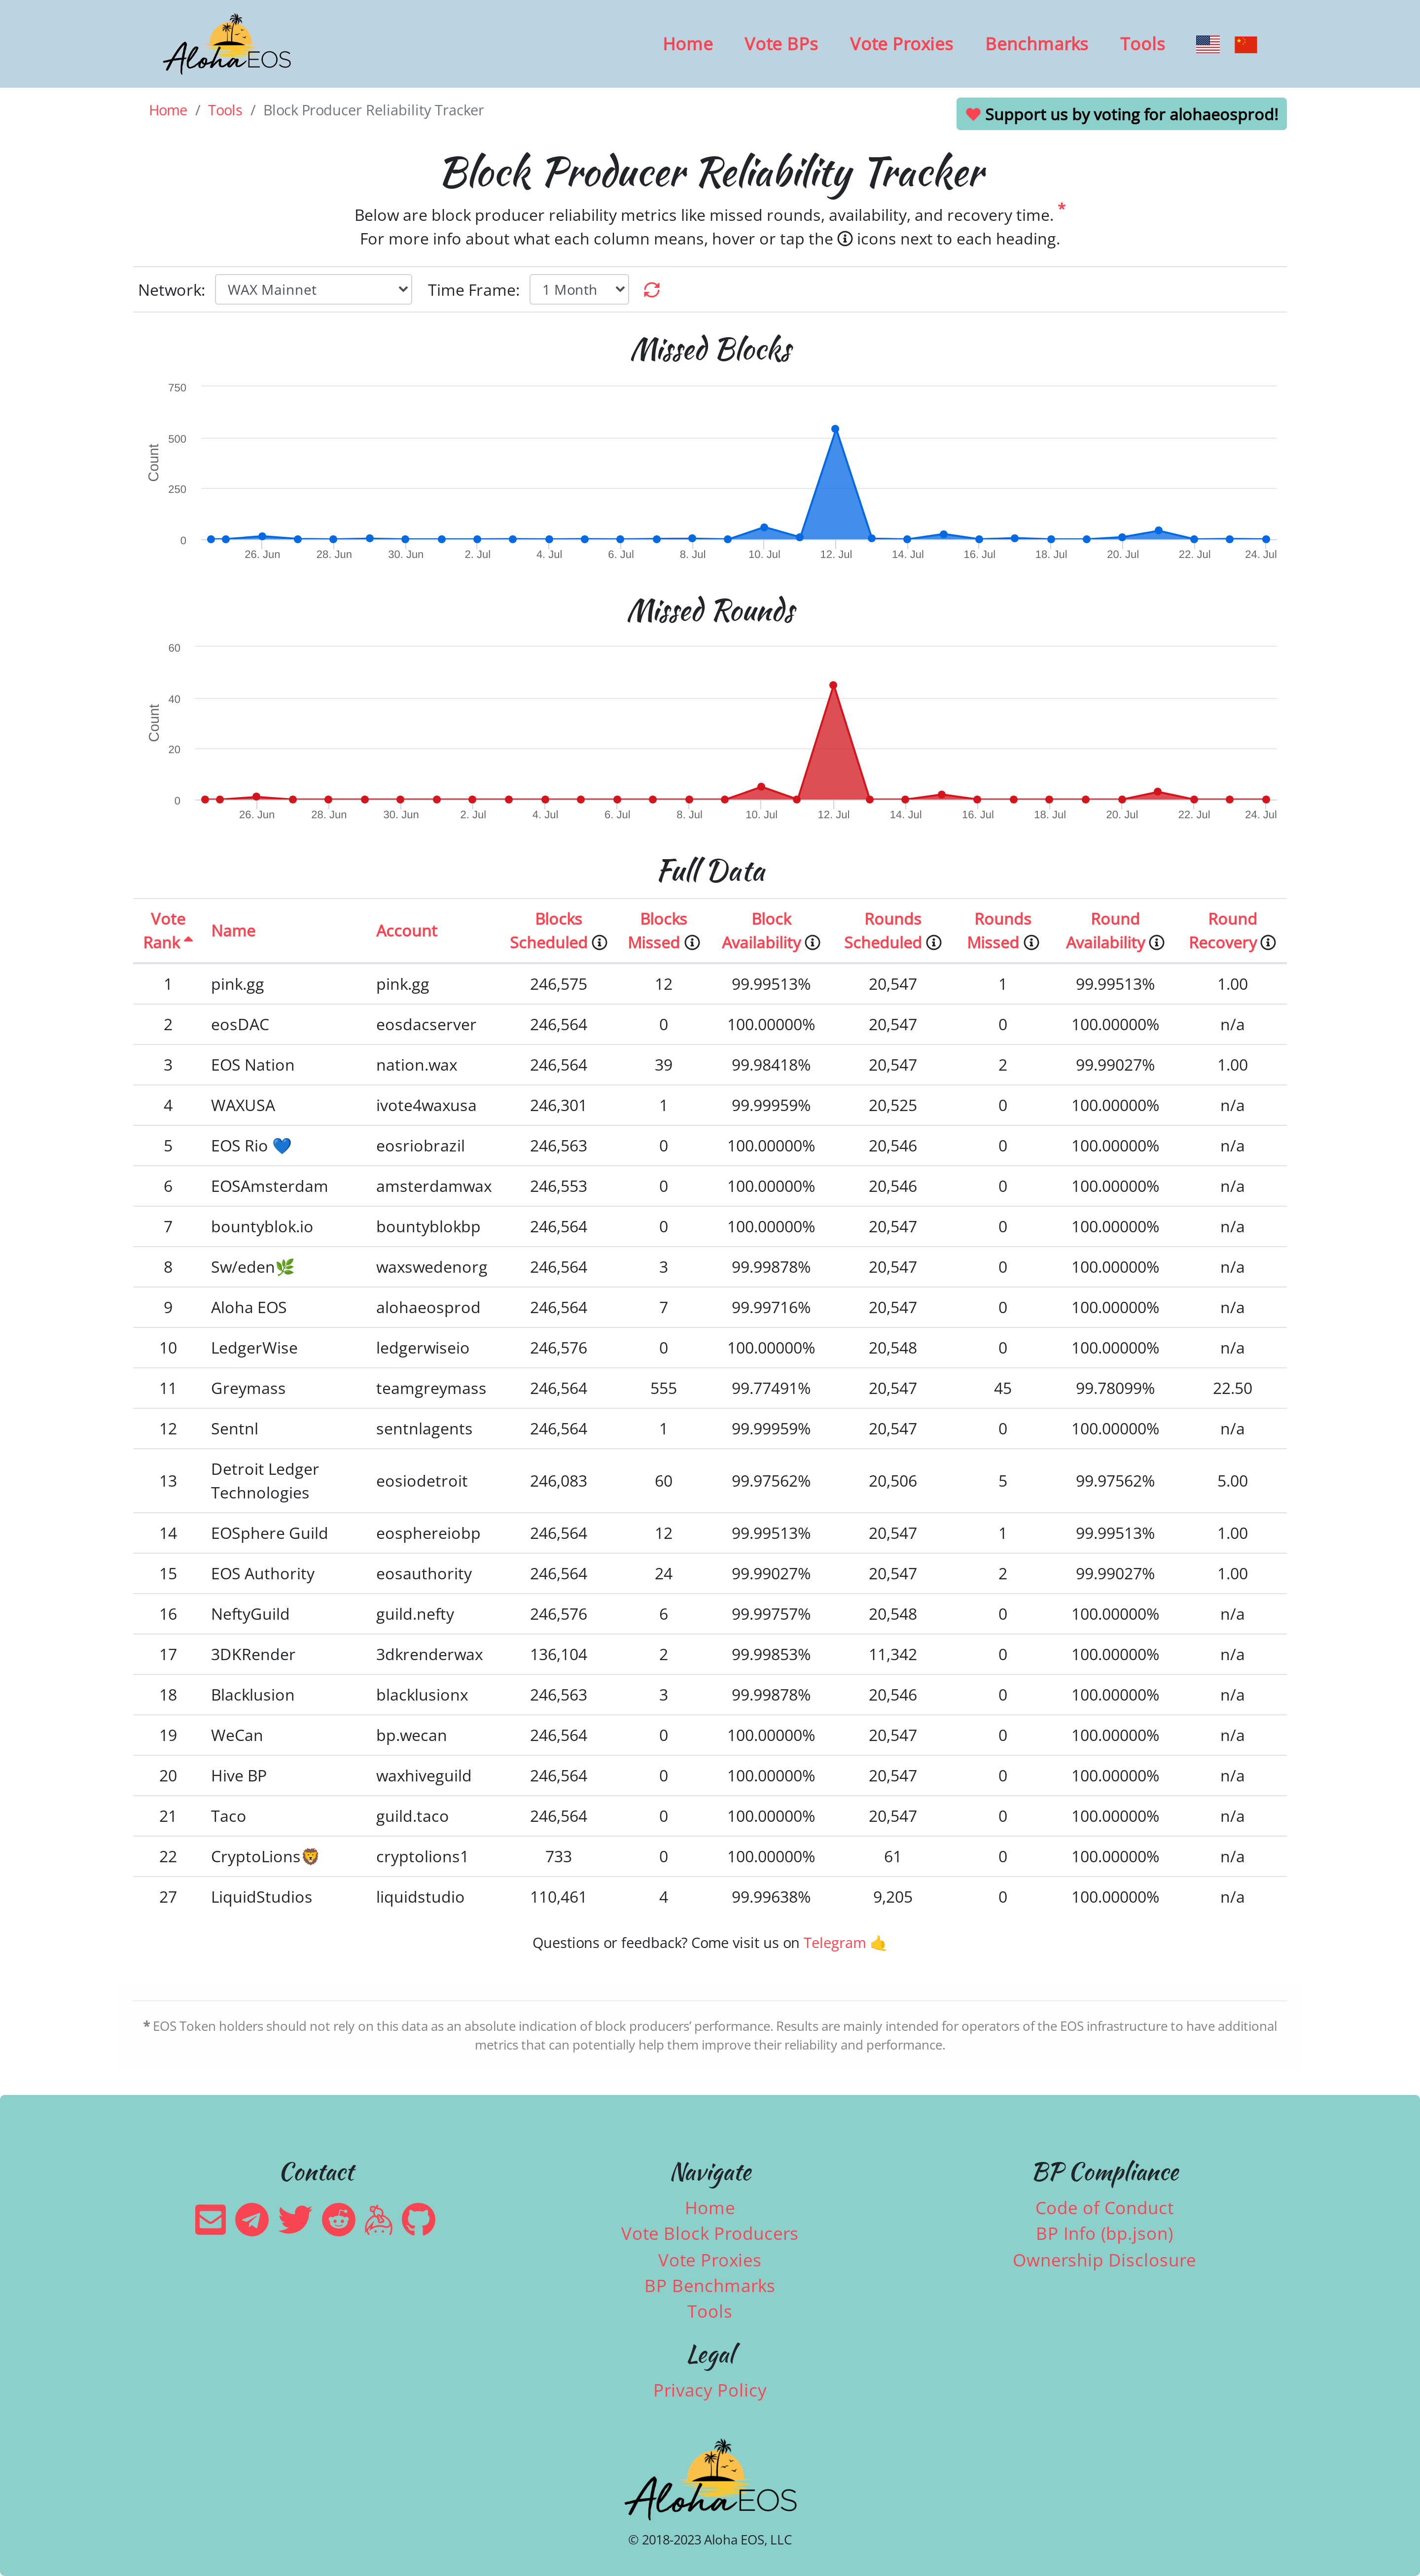 Aloha EOS
Home Vote BPs Vote Proxies Benchmarks Tools
Home / Tools / Block Producer Reliability Tracker
Support us by voting for alohaeosprod!
Block Producer Reliability Tracker
Below are block producer reliability metrics like missed rounds, availability, and recovery time. *
For more info about what each column means, hover or tap the icons next to each heading.
Network: WAX Mainnet Time Frame: 1 Month
Missed Blocks
Count
750
500
250
0
26. Jun 28. Jun 30. Jun 2. Jul 4. Jul 6. Jul 8. Jul 10. Jul 12. Jul 14. Jul 16. Jul 18. Jul 20. Jul 22. Jul 24. Jul
Missed Rounds
Count
60
40
20
0
26. Jun 28. Jun 30. Jun 2. Jul 4. Jul 6. Jul 8. Jul 10. Jul 12. Jul 14. Jul 16. Jul 18. Jul 20. Jul 22. Jul 24. Jul
Full Data
Vote Rank Name Account Blocks Scheduled Blocks Missed Block Availability Rounds Scheduled Rounds Missed Round Availability Round Recovery
1 pink.gg pink.gg 246,575 12 99.99513% 20,547 1 99.99513% 1.00
2 eosDAC eosdacserver 246,564 0 100.00000% 20,547 0 100.00000% n/a
3 EOS Nation nation.wax 246,564 39 99.98418% 20,547 2 99.99027% 1.00
4 WAXUSA ivote4waxusa 246,301 1 99.99959% 20,525 0 100.00000% n/a
5 EOS Rio 💙 eosriobrazil 246,563 0 100.00000% 20,546 0 100.00000% n/a
6 EOSAmsterdam amsterdamwax 246,553 0 100.00000% 20,546 0 100.00000% n/a
7 bountyblok.io bountyblokbp 246,564 0 100.00000% 20,547 0 100.00000% n/a
8 Sw/eden🌿 waxswedenorg 246,564 3 99.99878% 20,547 0 100.00000% n/a
9 Aloha EOS alohaeosprod 246,564 7 99.99716% 20,547 0 100.00000% n/a
10 LedgerWise ledgerwiseio 246,576 0 100.00000% 20,548 0 100.00000% n/a
11 Greymass teamgreymass 246,564 555 99.77491% 20,547 45 99.78099% 22.50
12 Sentnl sentnlagents 246,564 1 99.99959% 20,547 0 100.00000% n/a
13 Detroit Ledger Technologies eosiodetroit 246,083 60 99.97562% 20,506 5 99.97562% 5.00
14 EOSphere Guild eosphereiobp 246,564 12 99.99513% 20,547 1 99.99513% 1.00
15 EOS Authority eosauthority 246,564 24 99.99027% 20,547 2 99.99027% 1.00
16 NeftyGuild guild.nefty 246,576 6 99.99757% 20,548 0 100.00000% n/a
17 3DKRender 3dkrenderwax 136,104 2 99.99853% 11,342 0 100.00000% n/a
18 Blacklusion blacklusionx 246,563 3 99.99878% 20,546 0 100.00000% n/a
19 WeCan bp.wecan 246,564 0 100.00000% 20,547 0 100.00000% n/a
20 Hive BP waxhiveguild 246,564 0 100.00000% 20,547 0 100.00000% n/a
21 Taco guild.taco 246,564 0 100.00000% 20,547 0 100.00000% n/a
22 CryptoLions🦁 cryptolions1 733 0 100.00000% 61 0 100.00000% n/a
27 LiquidStudios liquidstudio 110,461 4 99.99638% 9,205 0 100.00000% n/a
Questions or feedback? Come visit us on Telegram 🤙
* EOS Token holders should not rely on this data as an absolute indication of block producers’ performance. Results are mainly intended for operators of the EOS infrastructure to have additional
metrics that can potentially help them improve their reliability and performance.
Contact
Navigate
Home
Vote Block Producers
Vote Proxies
BP Benchmarks
Tools
Legal
Privacy Policy
BP Compliance
Code of Conduct
BP Info (bp.json)
Ownership Disclosure
Aloha EOS
© 2018-2023 Aloha EOS, LLC